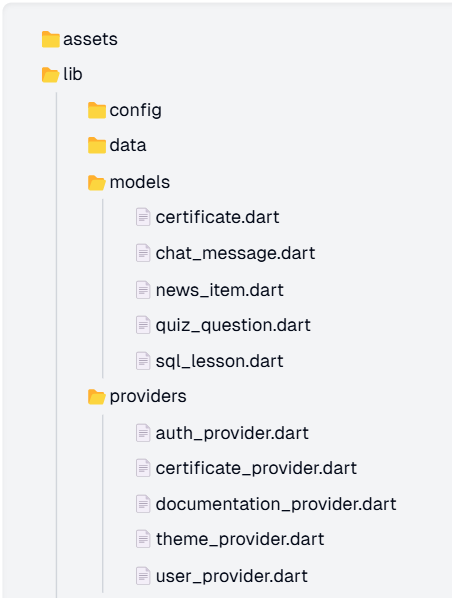 assets
lib
config
data
models
certificate.dart
chat_message.dart
news_item.dart
quiz_question.dart
sql_lesson.dart
providers
auth_provider.dart
certificate_provider.dart
documentation_provider.dart
theme_provider.dart
user_provider.dart